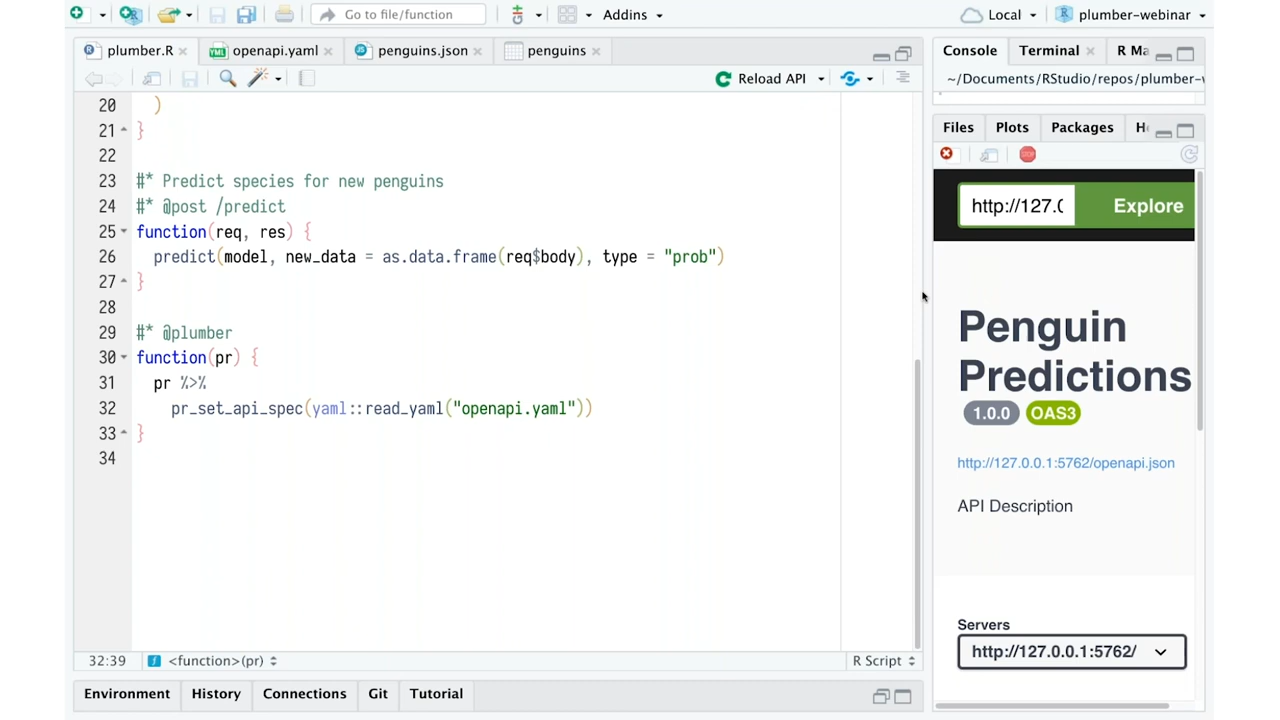 Go to file/function
Addins
Local
plumber-webinar
plumber.R
openapi.yaml
penguins.json
penguins
Reload API
20 )
21 }
22
23 #* Predict species for new penguins
24 #* @post /predict
25 function(req, res) {
26 predict(model, new_data = as.data.frame(req$body), type = "prob")
27 }
28
29 #* @plumber
30 function(pr) {
31 pr %>%
32 pr_set_api_spec(yaml::read_yaml("openapi.yaml"))
33 }
34
32:39 <function>(pr) R Script
Environment History Connections Git Tutorial
Console Terminal R Ma
~/Documents/RStudio/repos/plumber-w
Files Plots Packages He
STOP
http://127.0 Explore
Penguin
Predictions
1.0.0 OAS3
http://127.0.0.1:5762/openapi.json
API Description
Servers
http://127.0.0.1:5762/